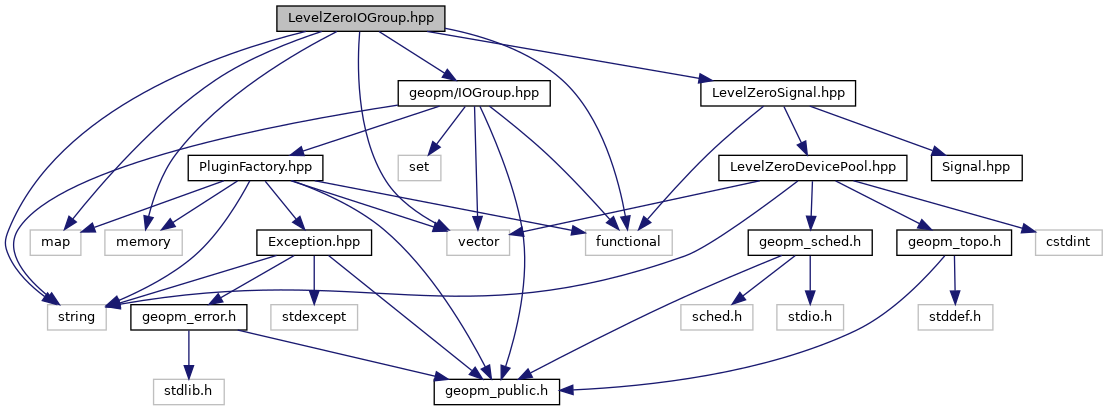 LevelZeroIOGroup.hpp
geopm/IOGroup.hpp
LevelZeroSignal.hpp
PluginFactory.hpp
set
LevelZeroDevicePool.hpp
Signal.hpp
map
memory
Exception.hpp
vector
functional
geopm_sched.h
geopm_topo.h
cstdint
string
geopm_error.h
stdexcept
sched.h
stdio.h
stddef.h
stdlib.h
geopm_public.h